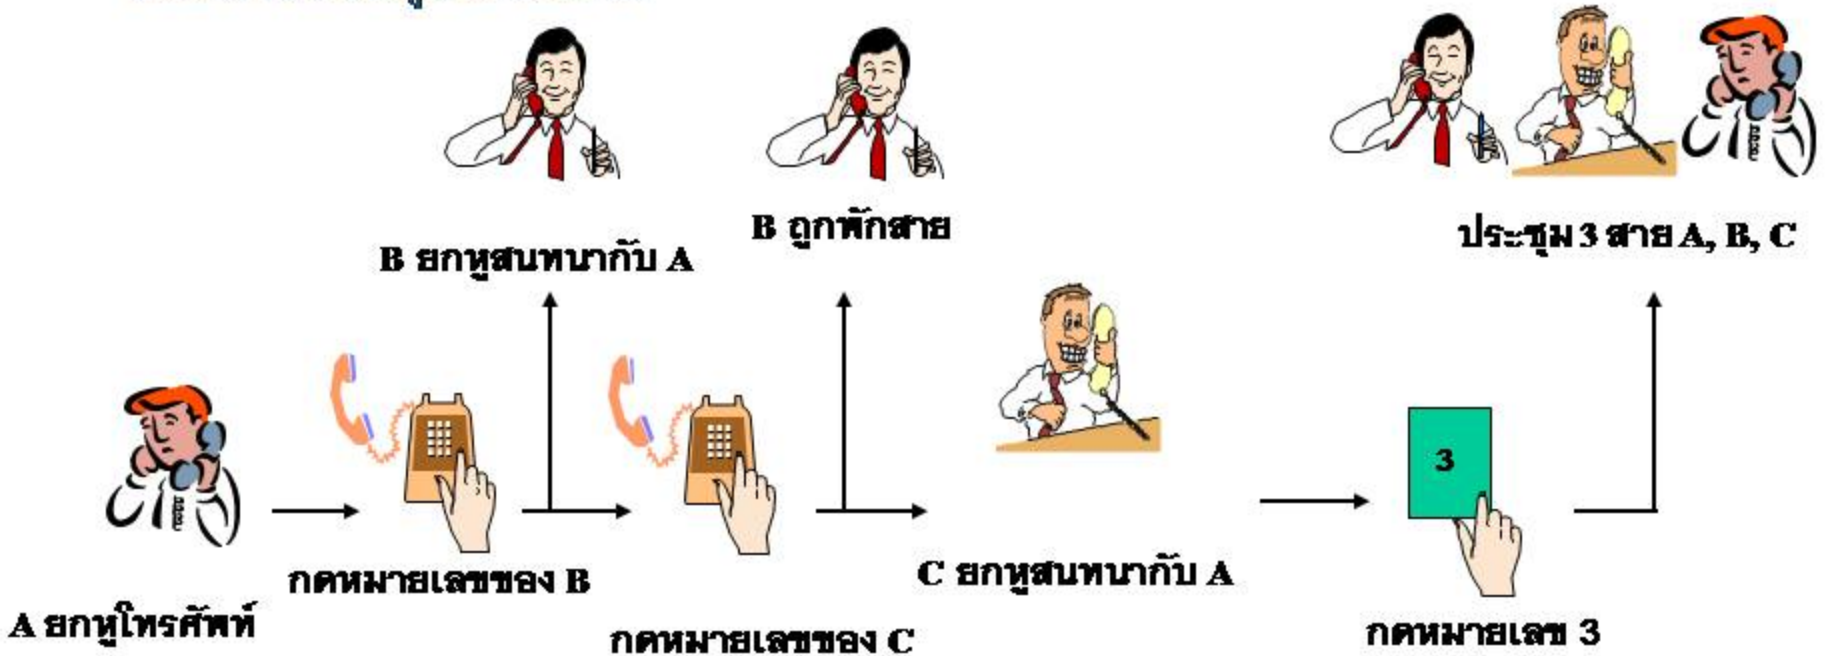 B ยกหูสนทนากับ A
B ถูกพักสาย
ประชุม 3 สาย A, B, C
3
A ยกหูโทรศัพท์
กดหมายเลขของ B
กดหมายเลขของ C
C ยกหูสนทนากับ A
กดหมายเลข 3